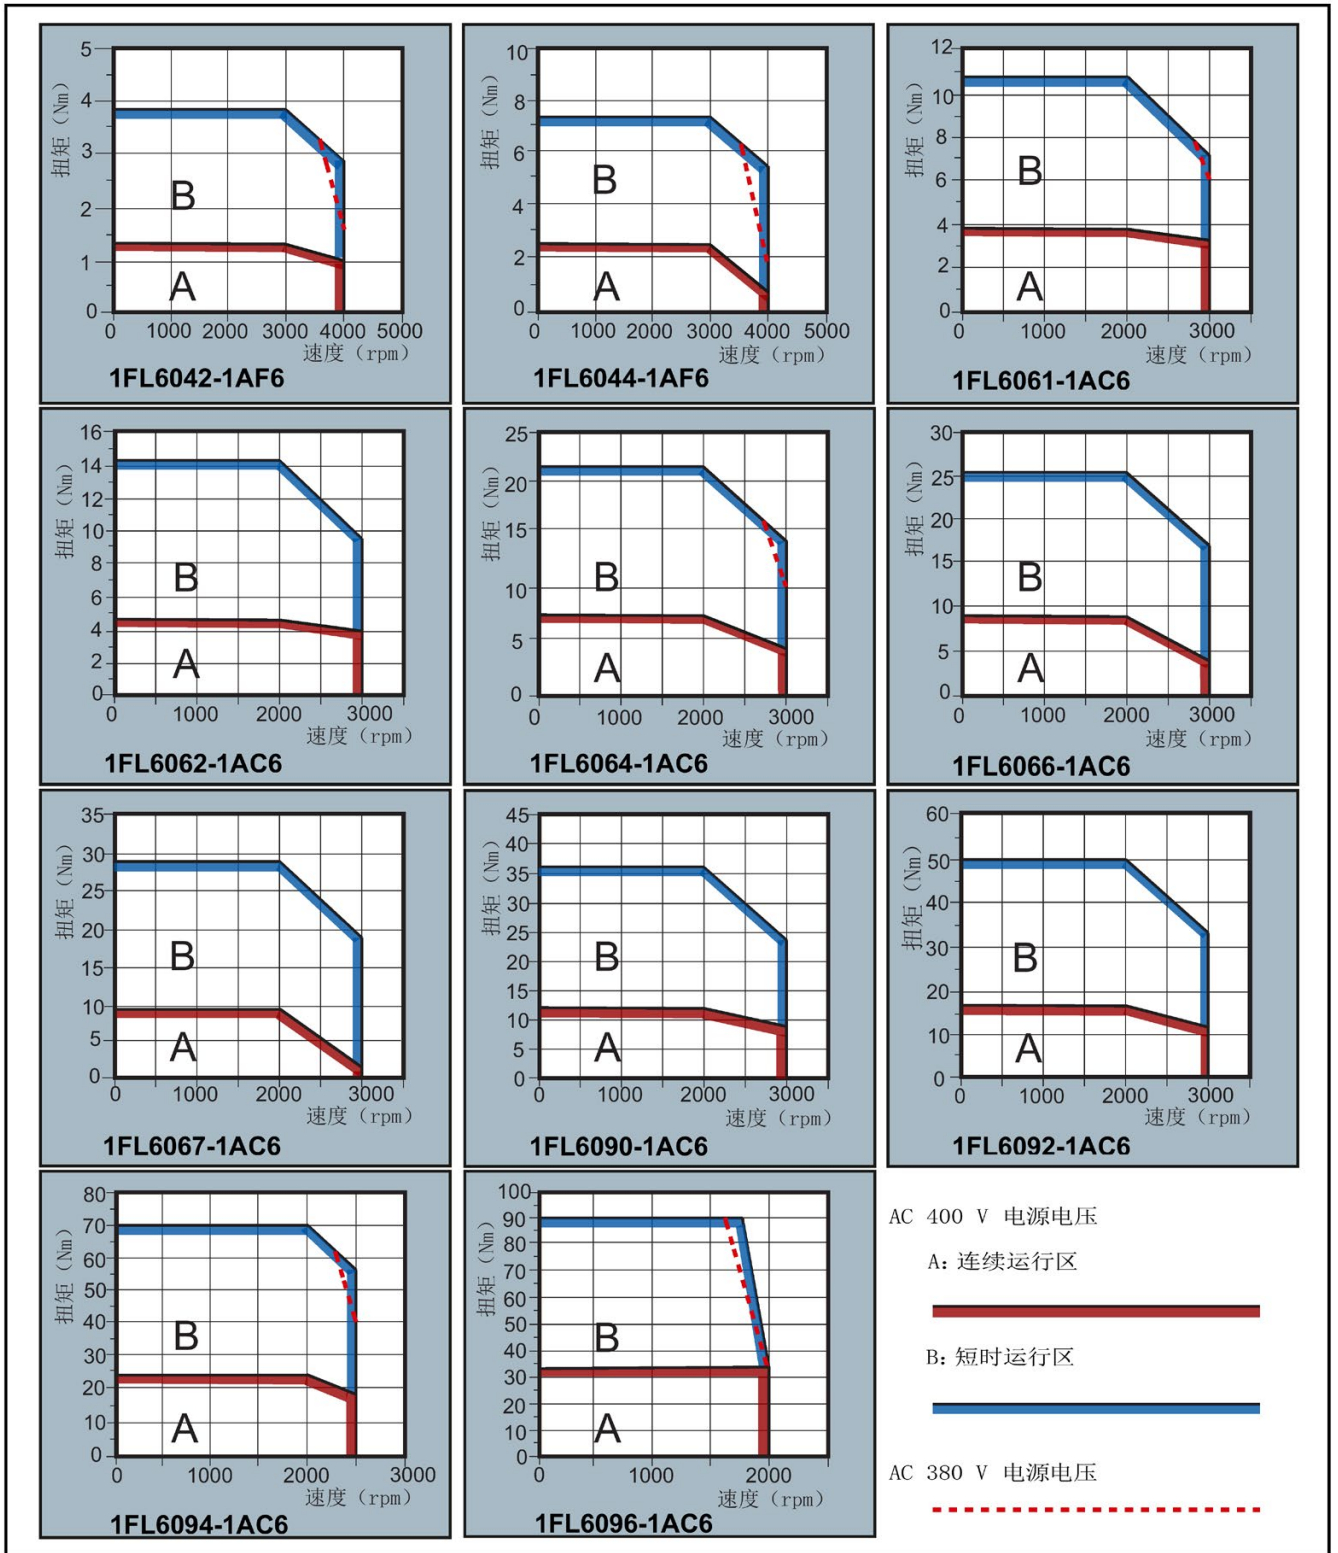 5
4
3
2
1
0
扭矩（Nm）
B
A
0 1000 2000 3000 4000 5000
速度（rpm）
1FL6042-1AF6
10
8
6
4
2
0
扭矩（Nm）
B
A
0 1000 2000 3000 4000 5000
速度（rpm）
1FL6044-1AF6
12
10
8
6
4
2
0
扭矩（Nm）
B
A
0 1000 2000 3000
速度（rpm）
1FL6061-1AC6
16
14
12
10
8
6
4
2
0
扭矩（Nm）
B
A
0 1000 2000 3000
速度（rpm）
1FL6062-1AC6
25
20
15
10
5
0
扭矩（Nm）
B
A
0 1000 2000 3000
速度（rpm）
1FL6064-1AC6
30
25
20
15
10
5
0
扭矩（Nm）
B
A
0 1000 2000 3000
速度（rpm）
1FL6066-1AC6
35
30
25
20
15
10
5
0
扭矩（Nm）
B
A
0 1000 2000 3000
速度（rpm）
1FL6067-1AC6
45
40
35
30
25
20
15
10
5
0
扭矩（Nm）
B
A
0 1000 2000 3000
速度（rpm）
1FL6090-1AC6
60
50
40
30
20
10
0
扭矩（Nm）
B
A
0 1000 2000 3000
速度（rpm）
1FL6092-1AC6
80
70
60
50
40
30
20
10
0
扭矩（Nm）
B
A
0 1000 2000 3000
速度（rpm）
1FL6094-1AC6
100
90
80
70
60
50
40
30
20
10
0
扭矩（Nm）
B
A
0 1000 2000
速度（rpm）
1FL6096-1AC6
AC 400 V 电源电压
A: 连续运行区
B: 短时运行区
AC 380 V 电源电压